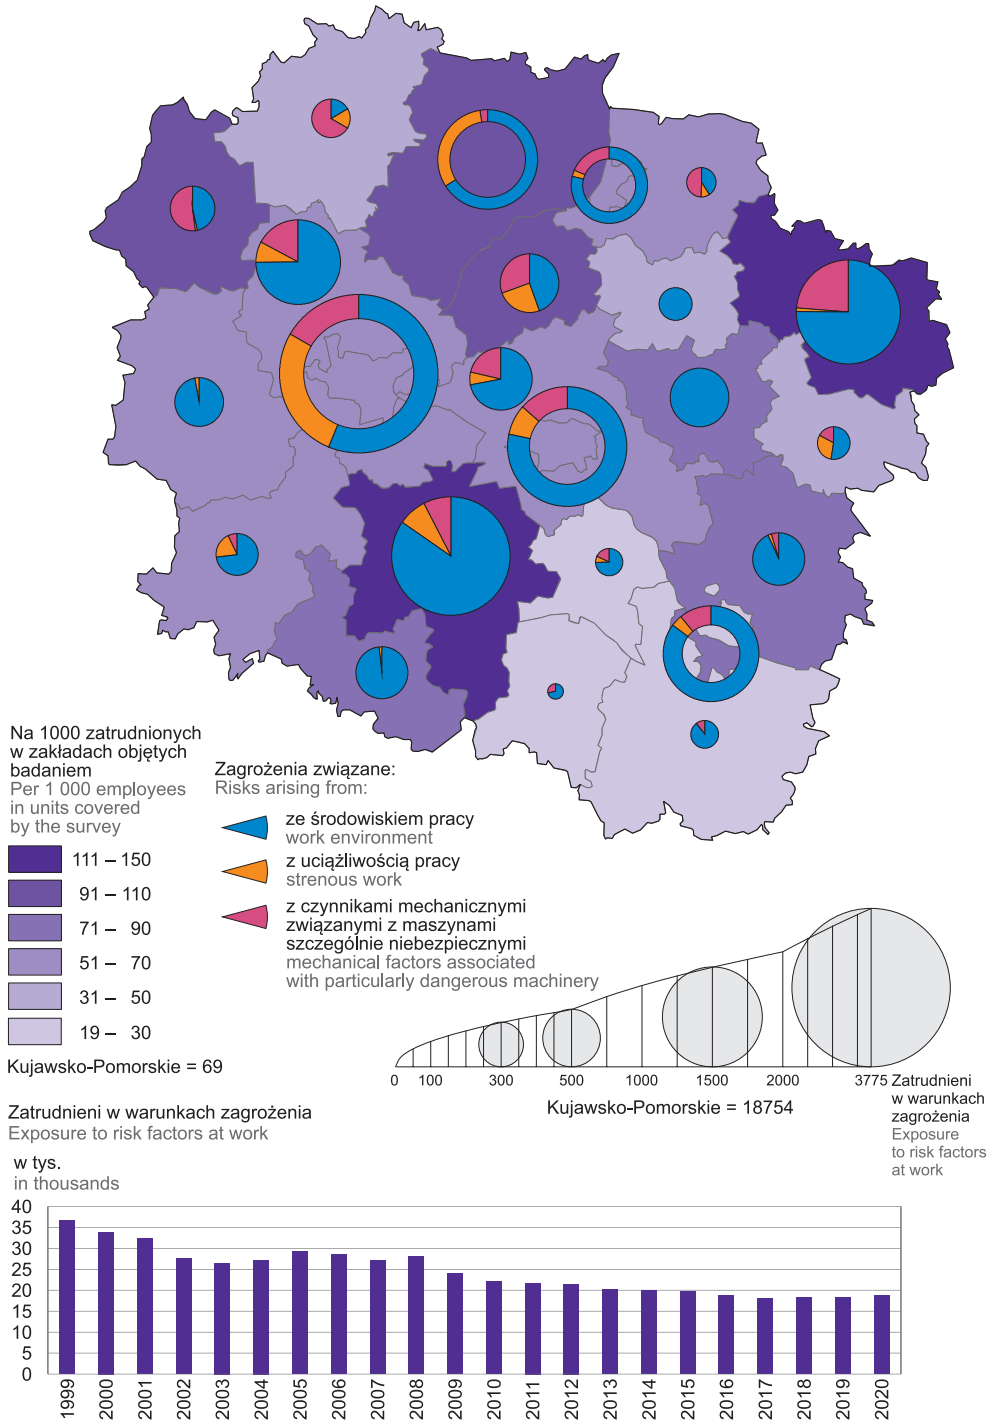 Na 1000 zatrudnionych
w zakładach objętych
badaniem
Per 1 000 employees
in units covered
by the survey
111 – 150
91 – 110
71 – 90
51 – 70
31 – 50
19 – 30
Kujawsko-Pomorskie = 69
Zagrożenia związane:
Risks arising from:
ze środowiskiem pracy
work environment
z uciążliwością pracy
strenous work
z czynnikami mechanicznymi
związanymi z maszynami
szczególnie niebezpiecznymi
mechanical factors associated
with particularly dangerous machinery
0 100 300 500 1000 1500 2000 3775
Kujawsko-Pomorskie = 18754
Zatrudnieni
w warunkach
zagrożenia
Exposure
to risk factors
at work
Zatrudnieni w warunkach zagrożenia
Exposure to risk factors at work
w tys.
in thousands
40
35
30
25
20
15
10
5
0
1999 2000 2001 2002 2003 2004 2005 2006 2007 2008 2009 2010 2011 2012 2013 2014 2015 2016 2017 2018 2019 2020